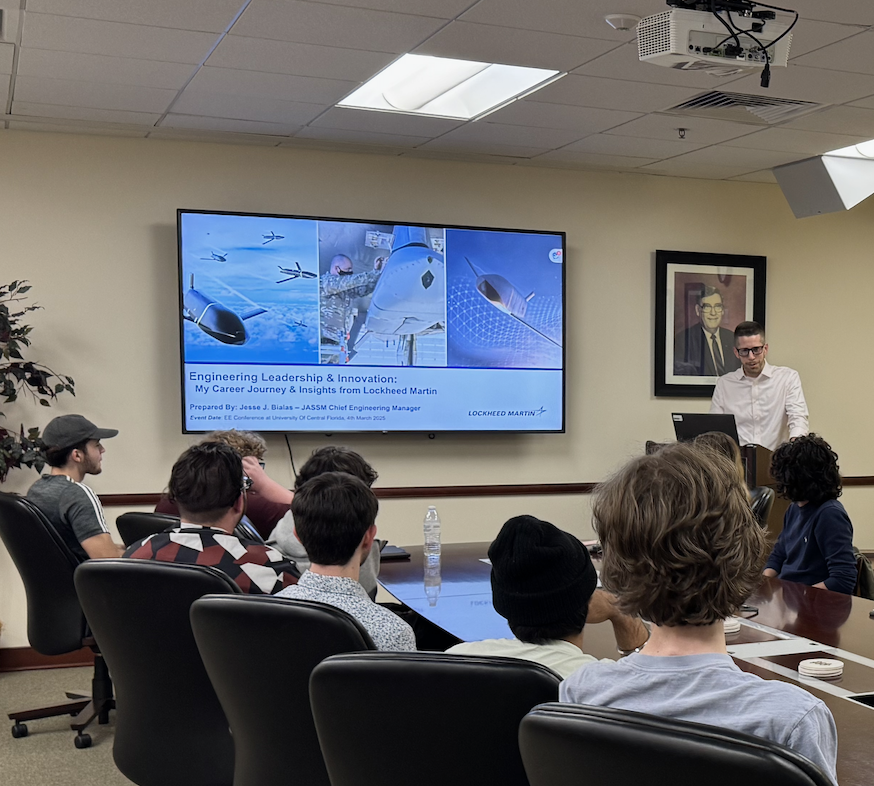 Engineering Leadership & Innovation:
My Career Journey & Insights from Lockheed Martin
Prepared By: Jesse J. Bialas – JASSM Chief Engineering Manager
LOCKHEED MARTIN
Event Date: EE Conference at University Of Central Florida, 4th March 2025